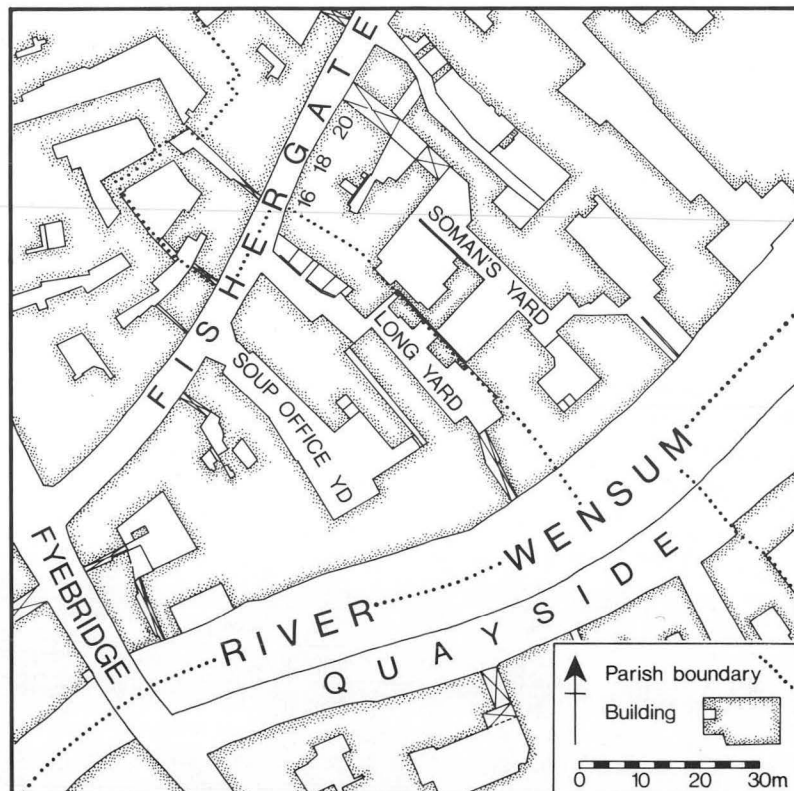 FISHERGATE
16 18 20
SOMAN'S YARD
LONG YARD
SOUP OFFICE YD
FYEBRIDGE
RIVER WENSUM
QUAYSIDE
Parish boundary
Building
0 10 20 30m